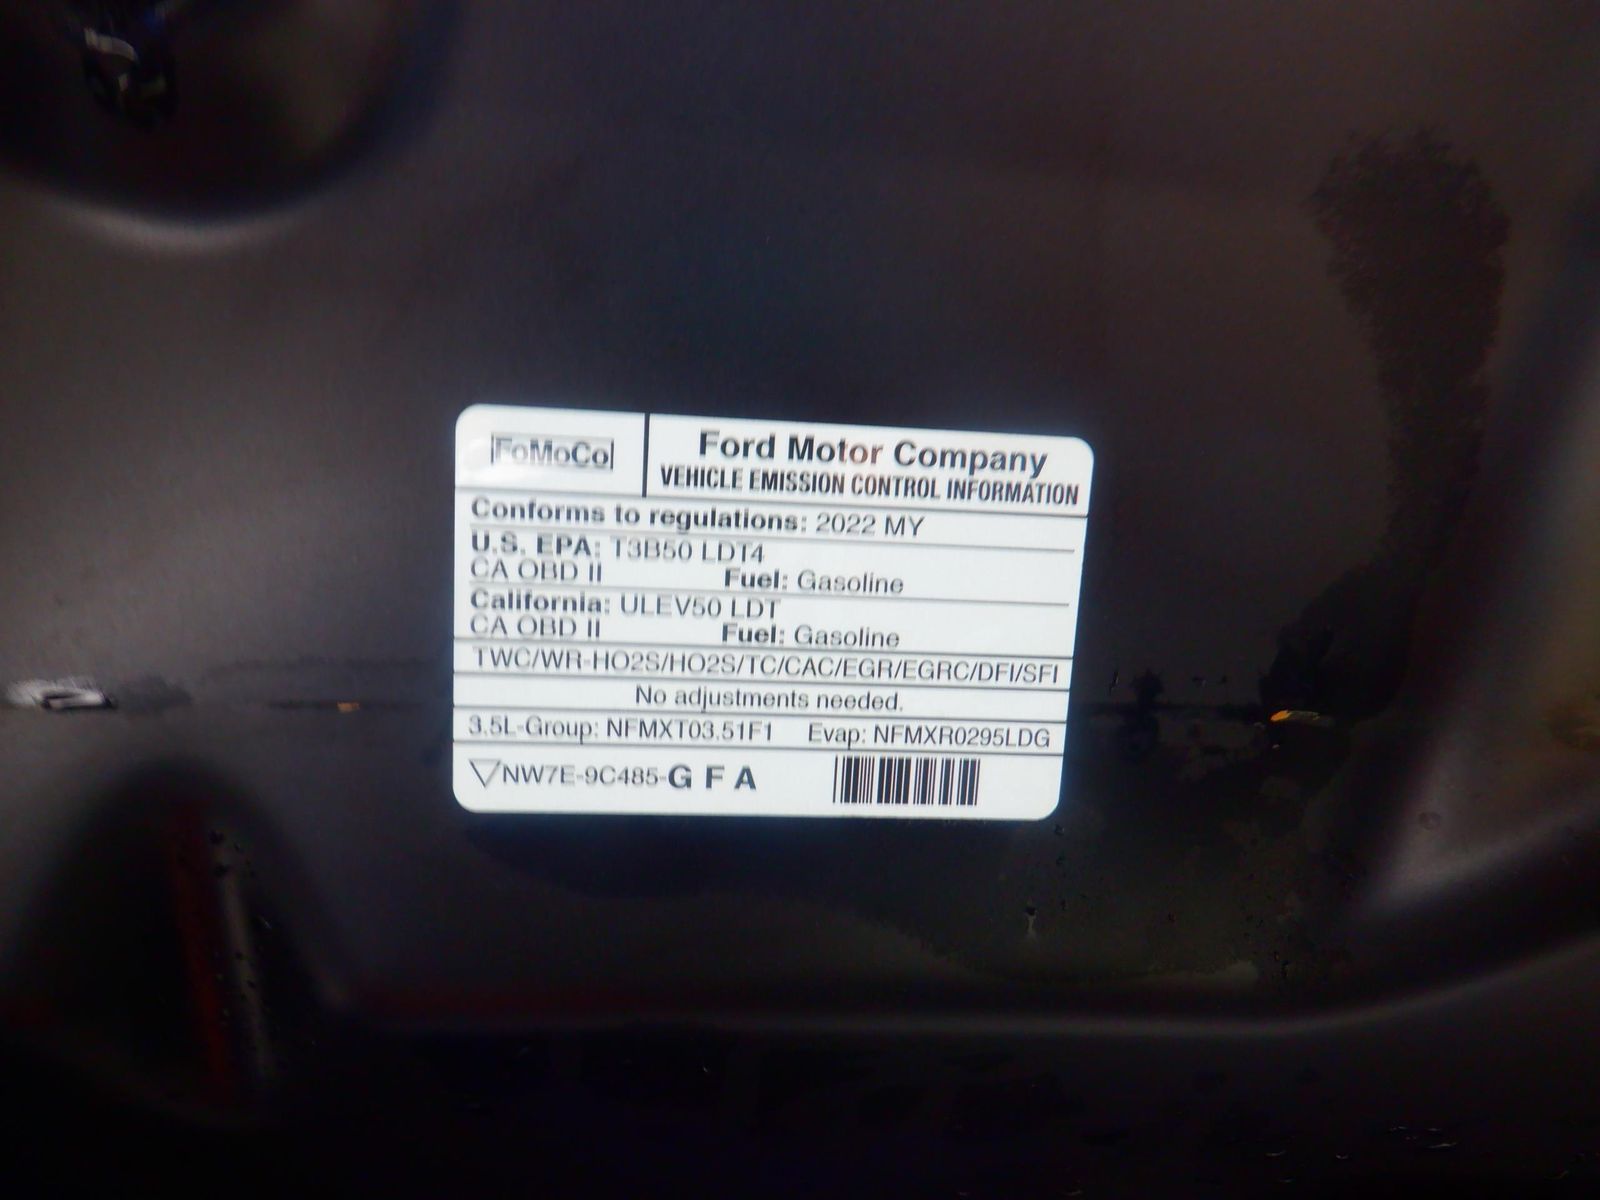 FoMoCo
Ford Motor Company
VEHICLE EMISSION CONTROL INFORMATION
Conforms to regulations: 2022 MY
U.S. EPA: T3B50 LDT4
CA OBD II Fuel: Gasoline
California: ULEV50 LDT
CA OBD II Fuel: Gasoline
TWC/WR-HO2S/HO2S/TC/CAC/EGR/EGRC/DFI/SFI
No adjustments needed.
3.5L-Group: NFMXT03.51F1 Evap: NFMXR0295LDG
▽NW7E-9C485-G F A